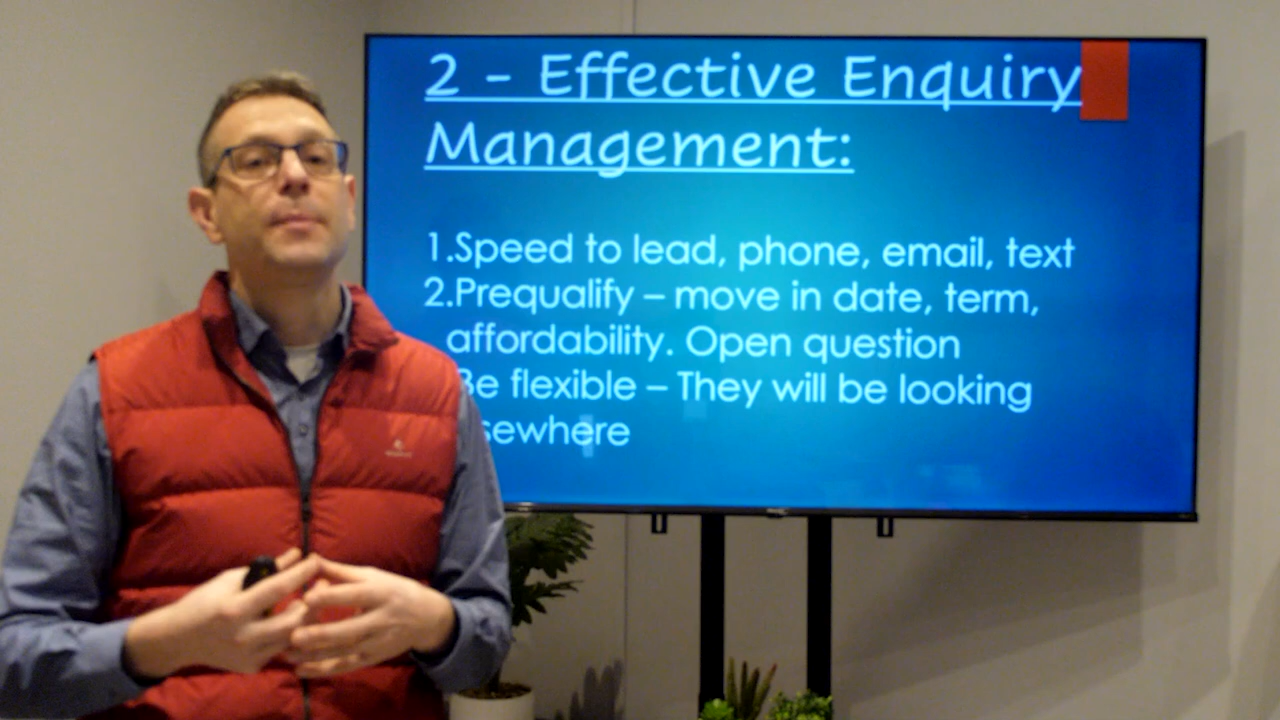 2 - Effective Enquiry
Management:
1.Speed to lead, phone, email, text
2.Prequalify – move in date, term,
affordability. Open question
Be flexible – They will be looking
sewhere